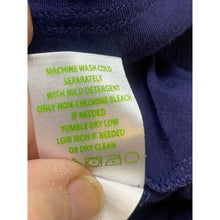 MACHINE WASH COLD
SEPARATELY
WITH MILD DETERGENT
ONLY NON-CHLORINE BLEACH
IF NEEDED
TUMBLE DRY LOW
LOW IRON IF NEEDED
OR DRY CLEAN